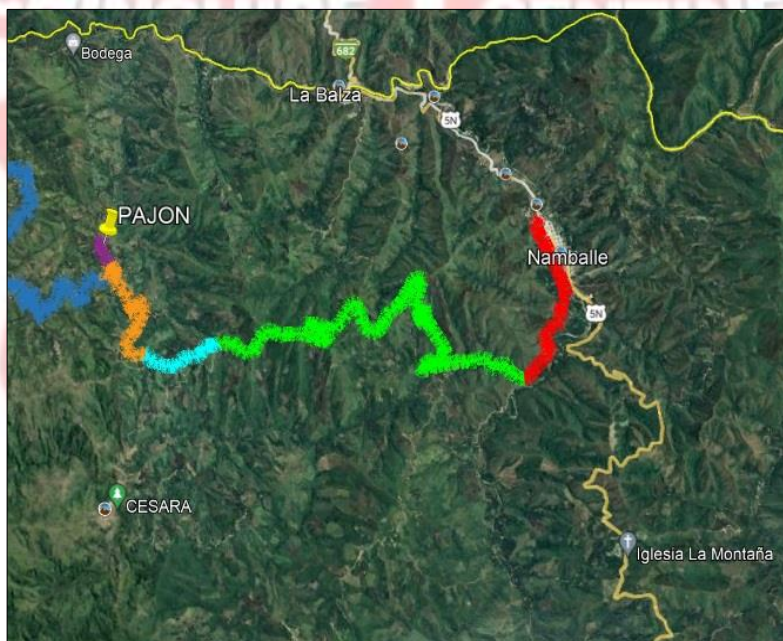 682
Bodega
La Balza
5N
PAJON
Namballe
5N
CESARA
Iglesia La Montaña